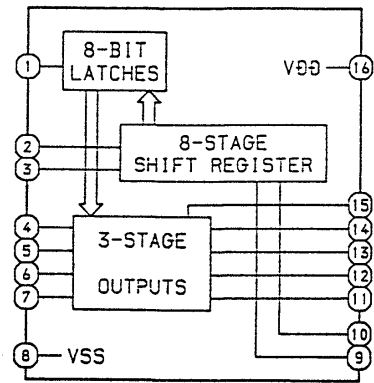 8-BIT
LATCHES
1
VDD
16
8-STAGE
SHIFT REGISTER
2
3
15
4
3-STAGE
14
5
13
6
OUTPUTS
12
7
11
10
8
VSS
9